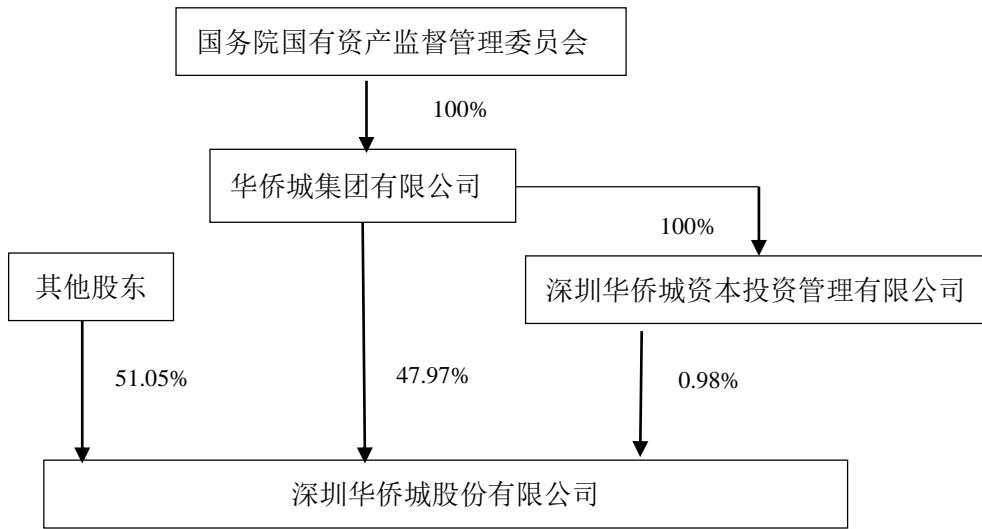 国务院国有资产监督管理委员会
100%
华侨城集团有限公司
100%
其他股东
深圳华侨城资本投资管理有限公司
51.05%
47.97%
0.98%
深圳华侨城股份有限公司